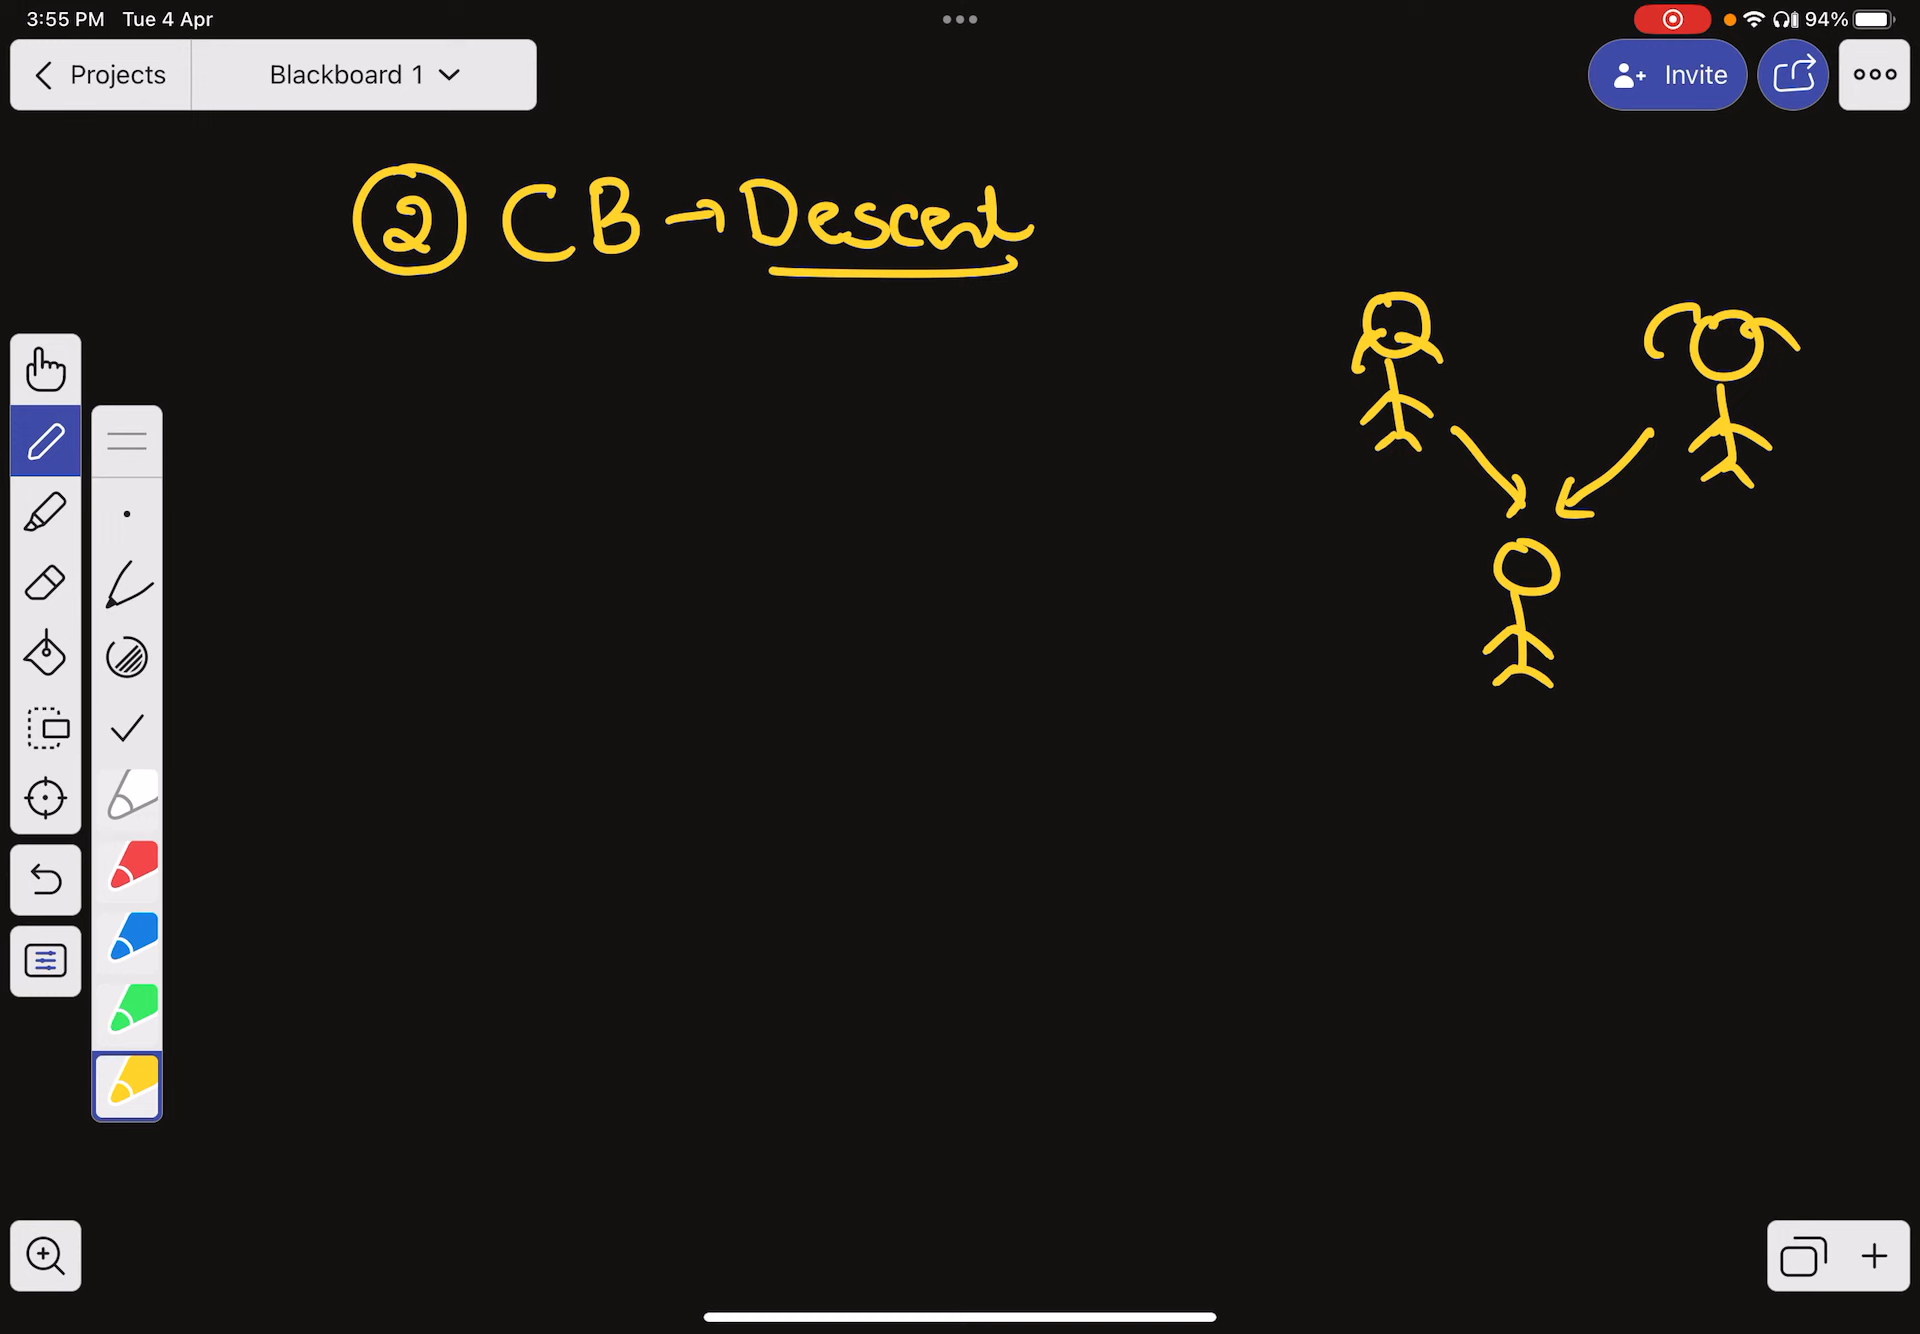 3:55 PM Tue 4 Apr
94%
Projects
Blackboard 1
Invite
② CB → Descent